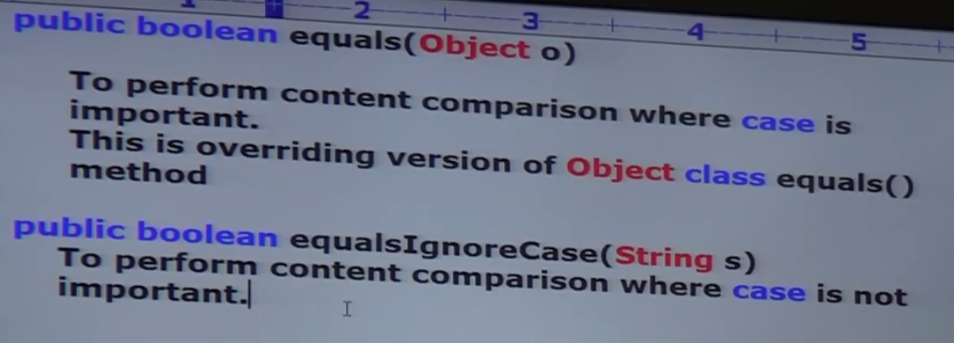 1 2 3 4 5
public boolean equals(Object o)
To perform content comparison where case is
important.
This is overriding version of Object class equals()
method
public boolean equalsIgnoreCase(String s)
To perform content comparison where case is not
important.